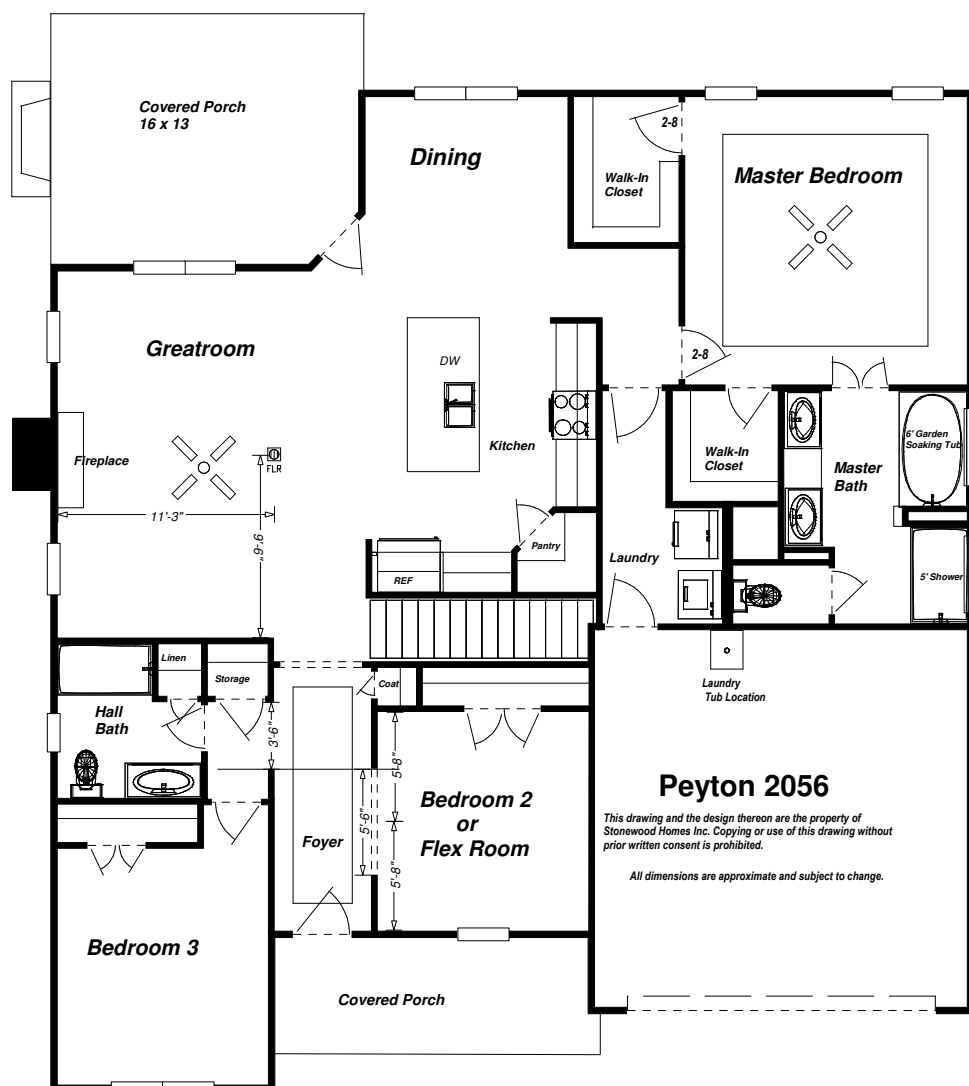 Covered Porch
16 x 13
Dining
2-8
Walk-In
Closet
Master Bedroom
Greatroom
DW
2-8
Kitchen
Fireplace
FLR
11'-3"
9'-6"
Walk-In
Closet
Master
Bath
6' Garden
Soaking Tub
Pantry
REF
Laundry
5' Shower
Linen
Storage
Coat
Laundry
Tub Location
Hall
Bath
3'-6"
5'-8"
5'-6"
5'-8"
Foyer
Bedroom 2
or
Flex Room
Peyton 2056
This drawing and the design thereon are the property of
Stonewood Homes Inc. Copying or use of this drawing without
prior written consent is prohibited.
All dimensions are approximate and subject to change.
Bedroom 3
Covered Porch